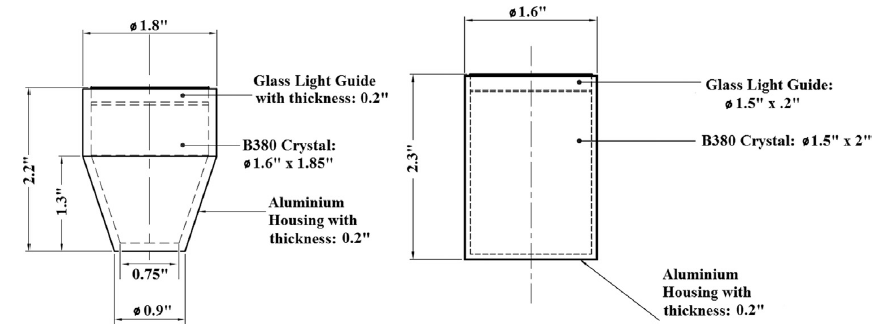 ø1.8"
Glass Light Guide
with thickness: 0.2"
B380 Crystal:
ø1.6" x 1.85"
2.2"
1.3"
Aluminium
Housing with
thickness: 0.2"
0.75"
ø0.9"
ø1.6"
Glass Light Guide:
ø1.5" x .2"
B380 Crystal: ø1.5" x 2"
2.3"
Aluminium
Housing with
thickness: 0.2"